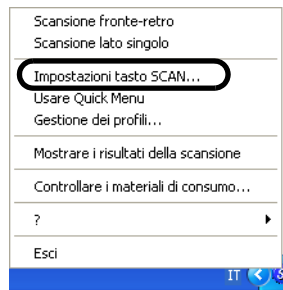 Scansione fronte-retro
Scansione lato singolo
Impostazioni tasto SCAN...
Usare Quick Menu
Gestione dei profili...
Mostrare i risultati della scansione
Controllare i materiali di consumo...
?
Esci
IT